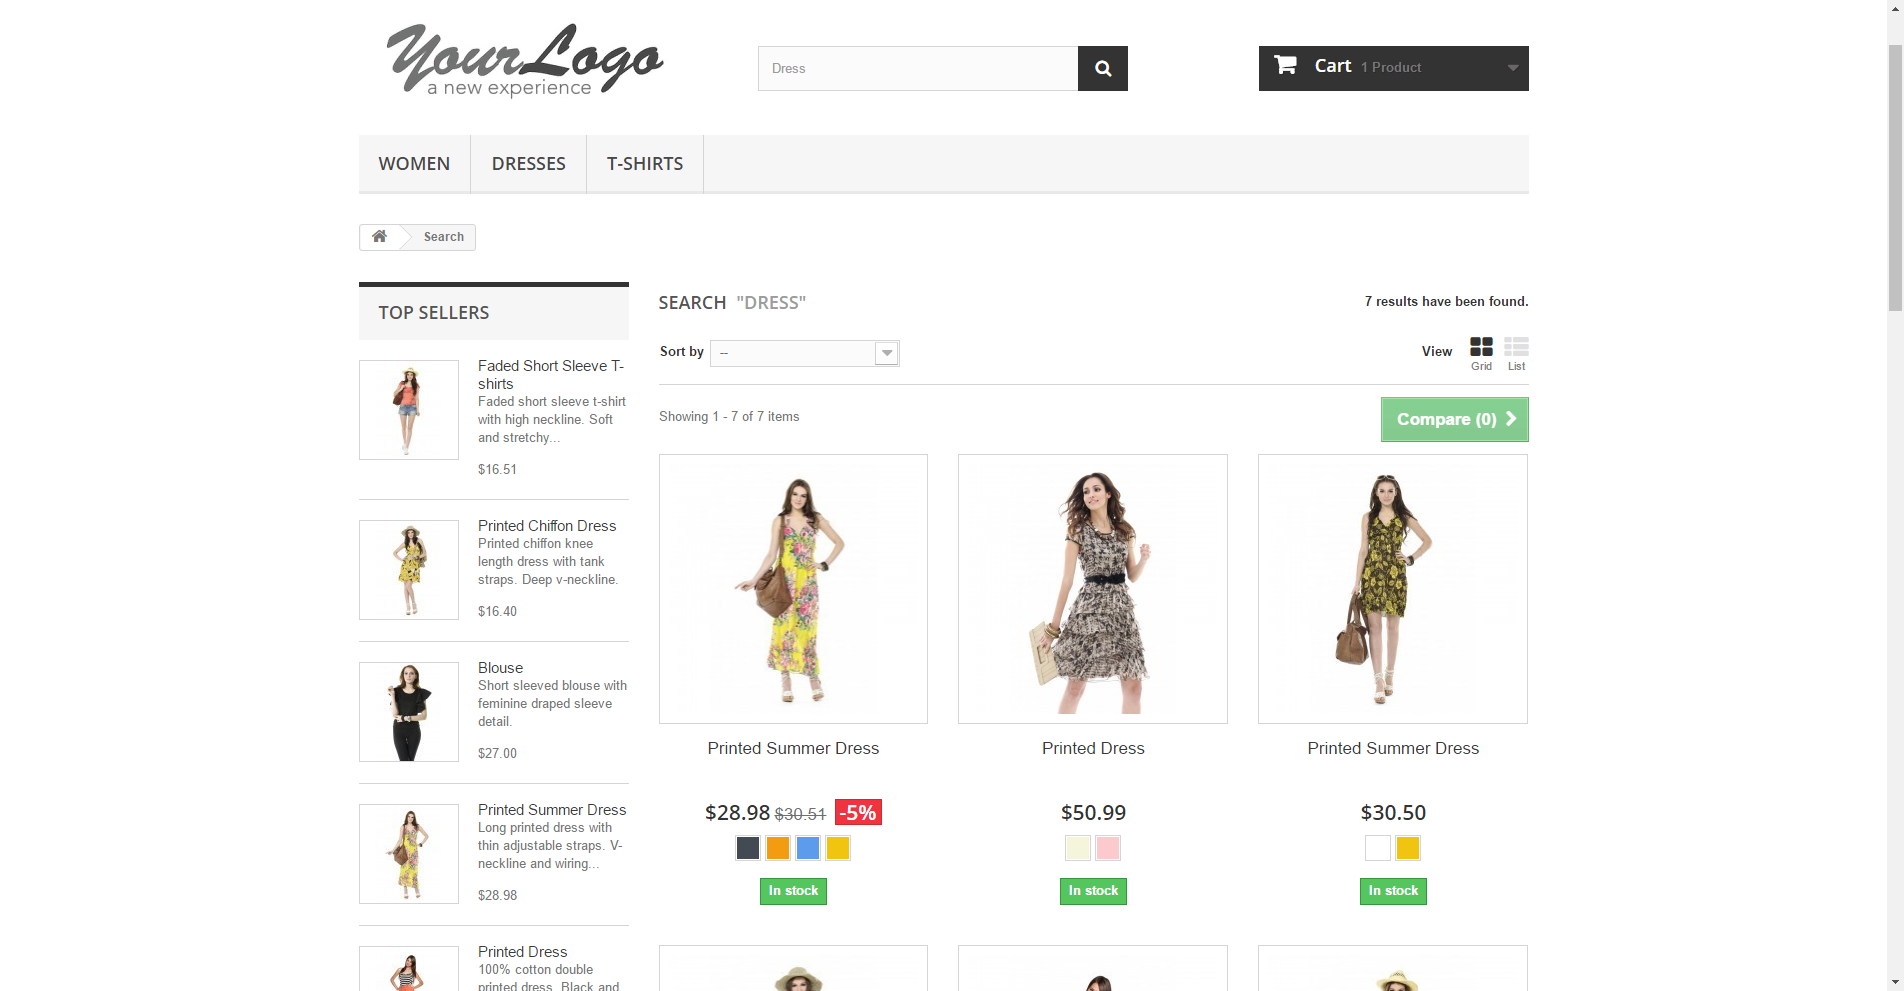 YourLogo
a new experience
Dress
Cart 1 Product
WOMEN
DRESSES
T-SHIRTS
Search
TOP SELLERS
Faded Short Sleeve T-
shirts
Faded short sleeve t-shirt
with high neckline. Soft
and stretchy...
$16.51
Printed Chiffon Dress
Printed chiffon knee
length dress with tank
straps. Deep v-neckline.
$16.40
Blouse
Short sleeved blouse with
feminine draped sleeve
detail.
$27.00
Printed Summer Dress
Long printed dress with
thin adjustable straps. V-
neckline and wiring...
$28.98
Printed Dress
100% cotton double
printed dress. Black and
SEARCH "DRESS"
7 results have been found.
Sort by --
View
Grid
List
Showing 1 - 7 of 7 items
Compare (0)
Printed Summer Dress
$28.98 $30.51 -5%
In stock
Printed Dress
$50.99
In stock
Printed Summer Dress
$30.50
In stock